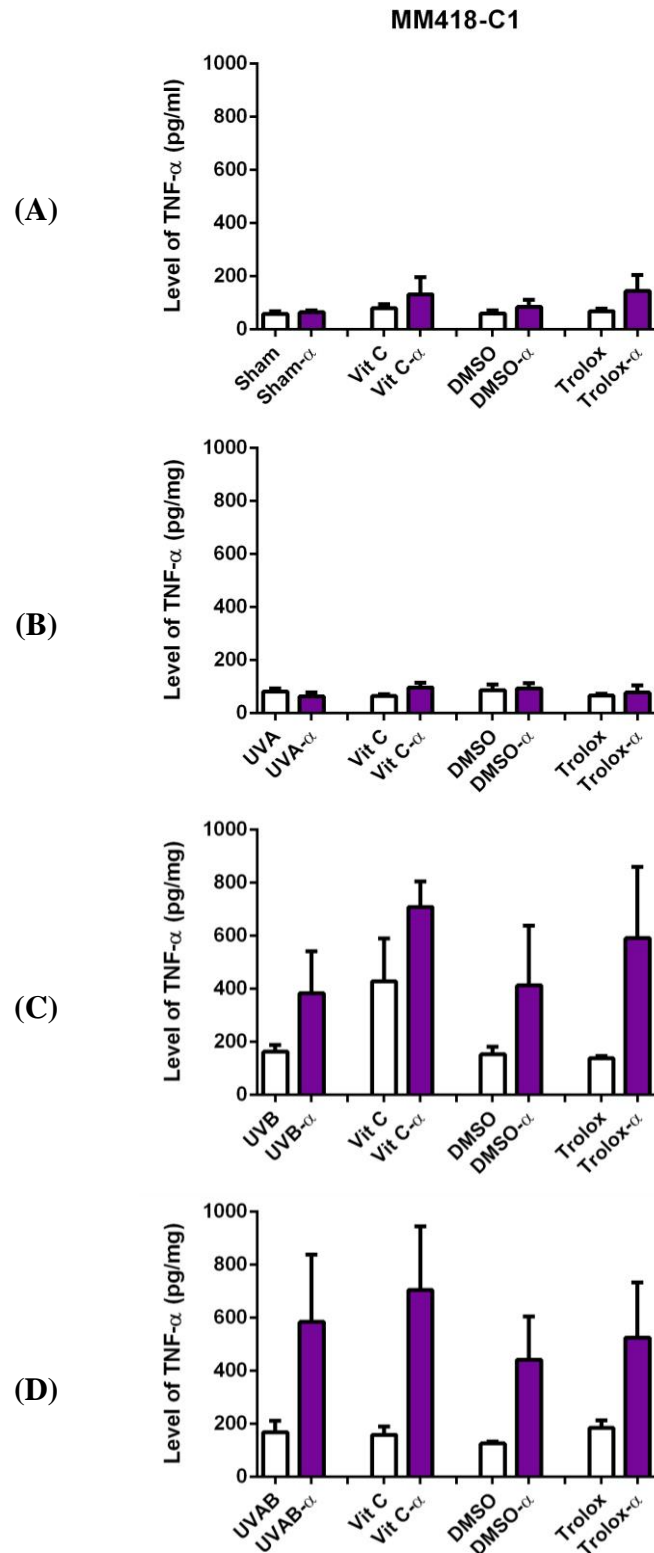 MM418-C1
(A)
Level of TNF-α (pg/ml)
1000
800
600
400
200
0
Sham
Sham-α
Vit C
Vit C-α
DMSO
DMSO-α
Trolox
Trolox-α
(B)
Level of TNF-α (pg/mg)
1000
800
600
400
200
0
UVA
UVA-α
Vit C
Vit C-α
DMSO
DMSO-α
Trolox
Trolox-α
(C)
Level of TNF-α (pg/mg)
1000
800
600
400
200
0
UVB
UVB-α
Vit C
Vit C-α
DMSO
DMSO-α
Trolox
Trolox-α
(D)
Level of TNF-α (pg/mg)
1000
800
600
400
200
0
UVAB
UVAB-α
Vit C
Vit C-α
DMSO
DMSO-α
Trolox
Trolox-α